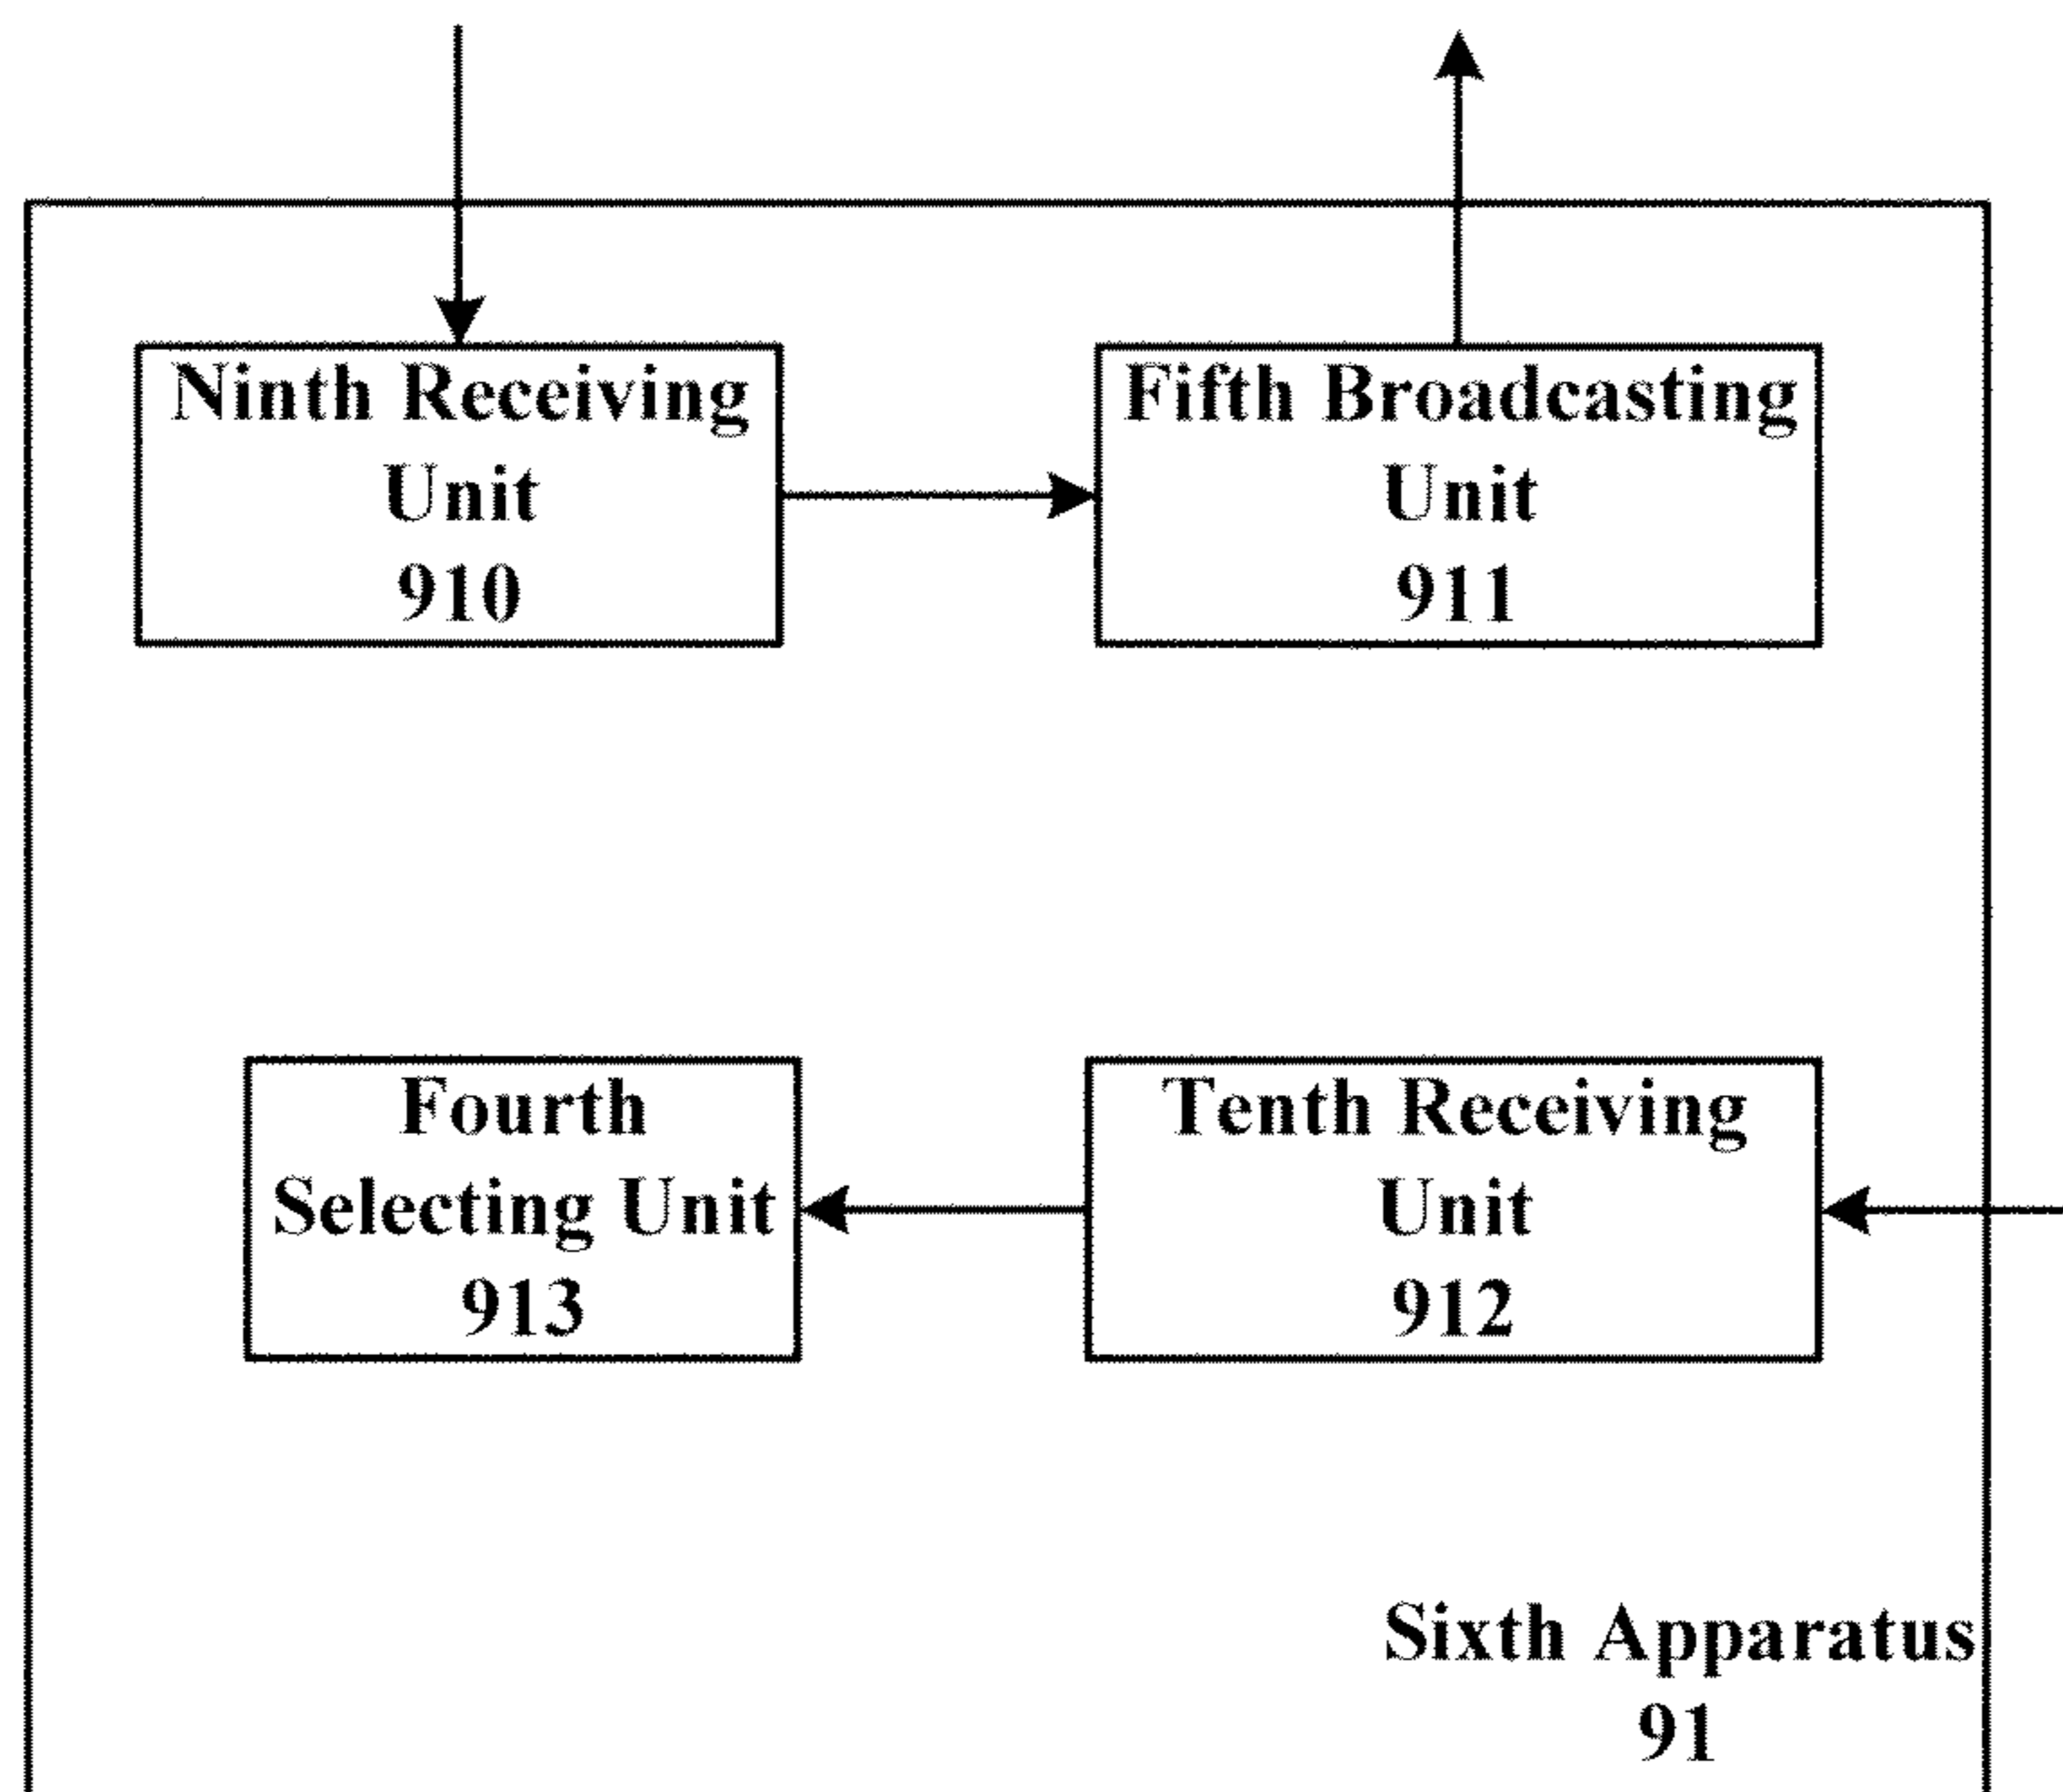 Ninth Receiving
Unit
910
Fifth Broadcasting
Unit
911
Fourth
Selecting Unit
913
Tenth Receiving
Unit
912
Sixth Apparatus
91